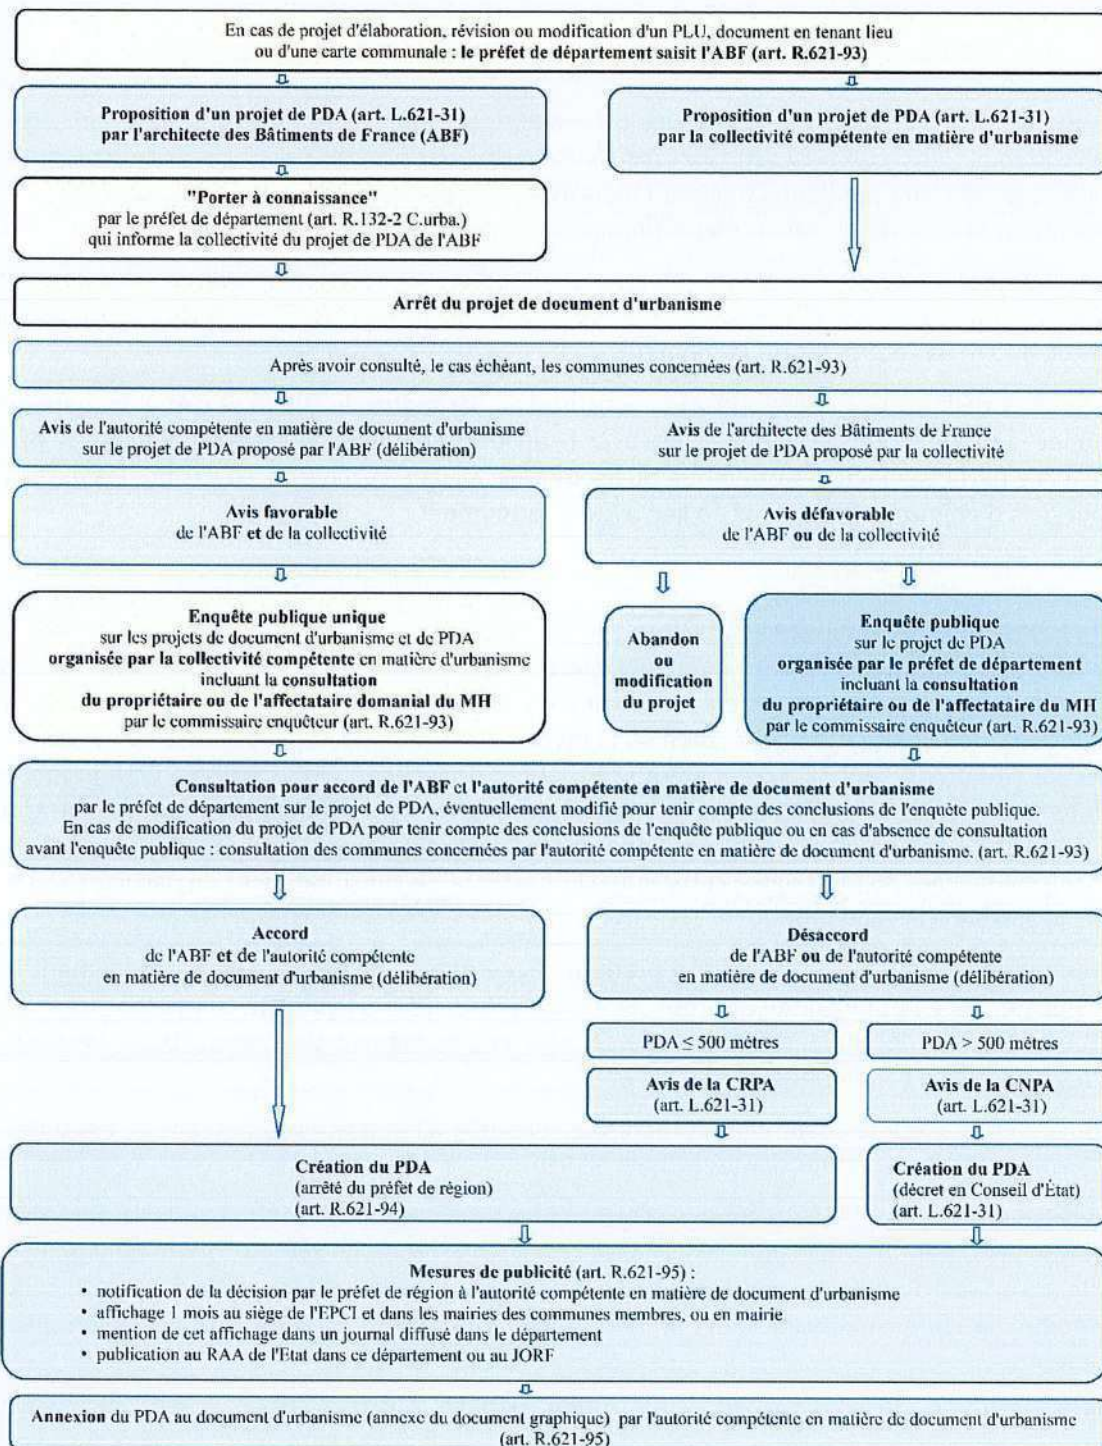 En cas de projet d'élaboration, révision ou modification d'un PLU, document en tenant lieu
ou d'une carte communale : le préfet de département saisit l'ABF (art. R.621-93)
Proposition d'un projet de PDA (art. L.621-31)
par l'architecte des Bâtiments de France (ABF)
Proposition d'un projet de PDA (art. L.621-31)
par la collectivité compétente en matière d'urbanisme
"Porter à connaissance"
par le préfet de département (art. R.132-2 C.urba.)
qui informe la collectivité du projet de PDA de l'ABF
Arrêt du projet de document d'urbanisme
Après avoir consulté, le cas échéant, les communes concernées (art. R.621-93)
Avis de l'autorité compétente en matière de document d'urbanisme
sur le projet de PDA proposé par l'ABF (délibération)
Avis de l'architecte des Bâtiments de France
sur le projet de PDA proposé par la collectivité
Avis favorable
de l'ABF et de la collectivité
Avis défavorable
de l'ABF ou de la collectivité
Enquête publique unique
sur les projets de document d'urbanisme et de PDA
organisée par la collectivité compétente en matière d'urbanisme
incluant la consultation
du propriétaire ou de l'affectataire domanial du MH
par le commissaire enquêteur (art. R.621-93)
Abandon
ou
modification
du projet
Enquête publique
sur le projet de PDA
organisée par le préfet de département
incluant la consultation
du propriétaire ou de l'affectataire du MH
par le commissaire enquêteur (art. R.621-93)
Consultation pour accord de l'ABF et l'autorité compétente en matière de document d'urbanisme
par le préfet de département sur le projet de PDA, éventuellement modifié pour tenir compte des conclusions de l'enquête publique.
En cas de modification du projet de PDA pour tenir compte des conclusions de l'enquête publique ou en cas d'absence de consultation
avant l'enquête publique : consultation des communes concernées par l'autorité compétente en matière de document d'urbanisme. (art. R.621-93)
Accord
de l'ABF et de l'autorité compétente
en matière de document d'urbanisme (délibération)
Désaccord
de l'ABF ou de l'autorité compétente
en matière de document d'urbanisme (délibération)
PDA ≤ 500 mètres
PDA > 500 mètres
Avis de la CRPA
(art. L.621-31)
Avis de la CNPA
(art. L.621-31)
Création du PDA
(arrêté du préfet de région)
(art. R.621-94)
Création du PDA
(décret en Conseil d'État)
(art. L.621-31)
Mesures de publicité (art. R.621-95) :
• notification de la décision par le préfet de région à l'autorité compétente en matière de document d'urbanisme
• affichage 1 mois au siège de l'EPCI et dans les mairies des communes membres, ou en mairie
• mention de cet affichage dans un journal diffusé dans le département
• publication au RAA de l'Etat dans ce département ou au JORF
Annexion du PDA au document d'urbanisme (annexe du document graphique) par l'autorité compétente en matière de document d'urbanisme
(art. R.621-95)